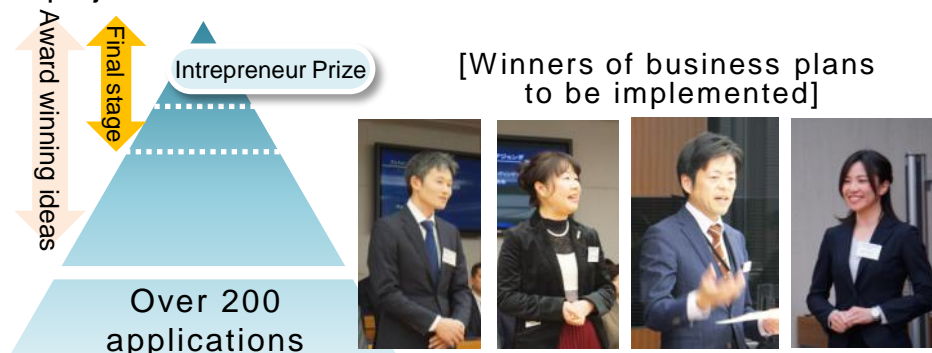 Award winning ideas
Final stage
Intrepreneur Prize
[Winners of business plans
to be implemented]
Over 200
applications